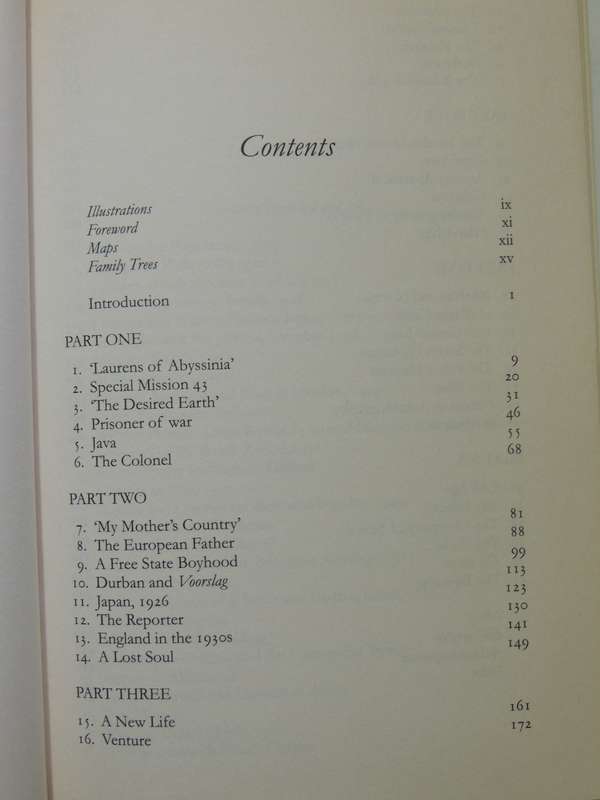 Contents
Illustrations ix
Foreword xi
Maps xii
Family Trees xv
Introduction 1
PART ONE
1. ‘Laurens of Abyssinia’ 9
2. Special Mission 43 20
3. ‘The Desired Earth’ 31
4. Prisoner of war 46
5. Java 55
6. The Colonel 68
PART TWO
7. ‘My Mother’s Country’ 81
8. The European Father 88
9. A Free State Boyhood 99
10. Durban and Voorslag 113
11. Japan, 1926 123
12. The Reporter 130
13. England in the 1930s 141
14. A Lost Soul 149
PART THREE
15. A New Life 161
16. Venture 172